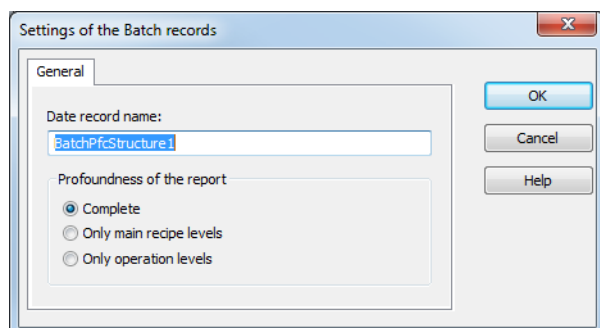 Settings of the Batch records
General
Date record name:
BatchPfcStructure1
Profoundness of the report
Complete
Only main recipe levels
Only operation levels
OK
Cancel
Help